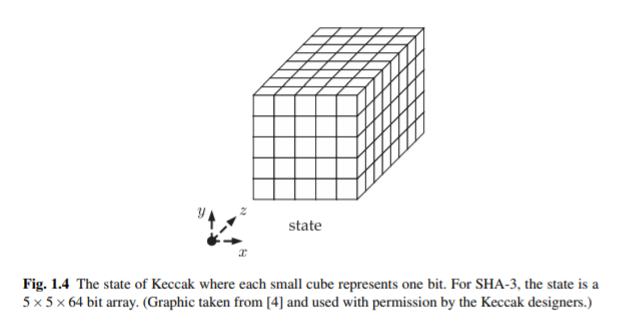 y
z
x
state
Fig. 1.4 The state of Keccak where each small cube represents one bit. For SHA-3, the state is a
5 × 5 × 64 bit array. (Graphic taken from [4] and used with permission by the Keccak designers.)